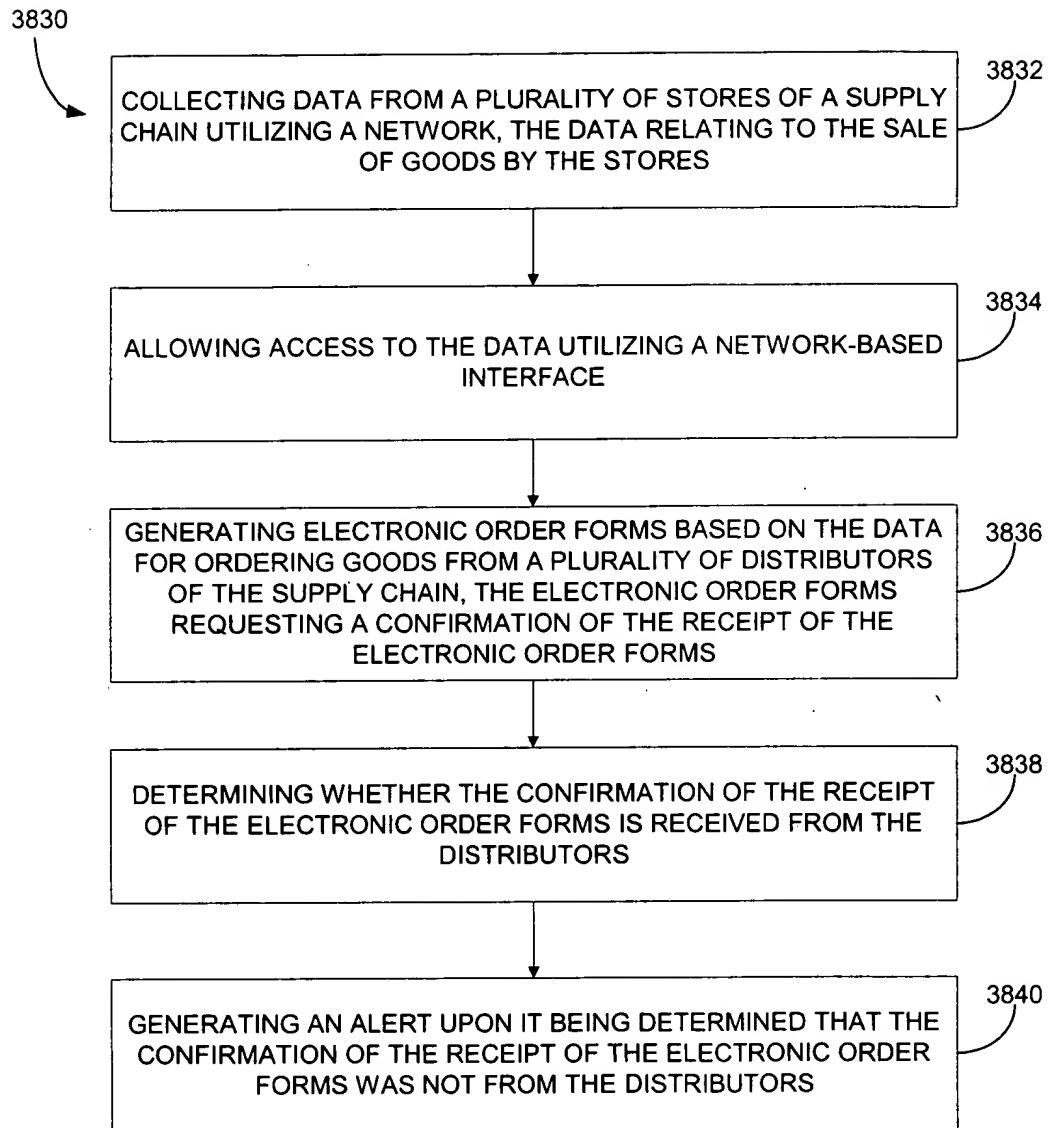 3830
3832
COLLECTING DATA FROM A PLURALITY OF STORES OF A SUPPLY
CHAIN UTILIZING A NETWORK, THE DATA RELATING TO THE SALE
OF GOODS BY THE STORES
3834
ALLOWING ACCESS TO THE DATA UTILIZING A NETWORK-BASED
INTERFACE
3836
GENERATING ELECTRONIC ORDER FORMS BASED ON THE DATA
FOR ORDERING GOODS FROM A PLURALITY OF DISTRIBUTORS
OF THE SUPPLY CHAIN, THE ELECTRONIC ORDER FORMS
REQUESTING A CONFIRMATION OF THE RECEIPT OF THE
ELECTRONIC ORDER FORMS
3838
DETERMINING WHETHER THE CONFIRMATION OF THE RECEIPT
OF THE ELECTRONIC ORDER FORMS IS RECEIVED FROM THE
DISTRIBUTORS
3840
GENERATING AN ALERT UPON IT BEING DETERMINED THAT THE
CONFIRMATION OF THE RECEIPT OF THE ELECTRONIC ORDER
FORMS WAS NOT FROM THE DISTRIBUTORS